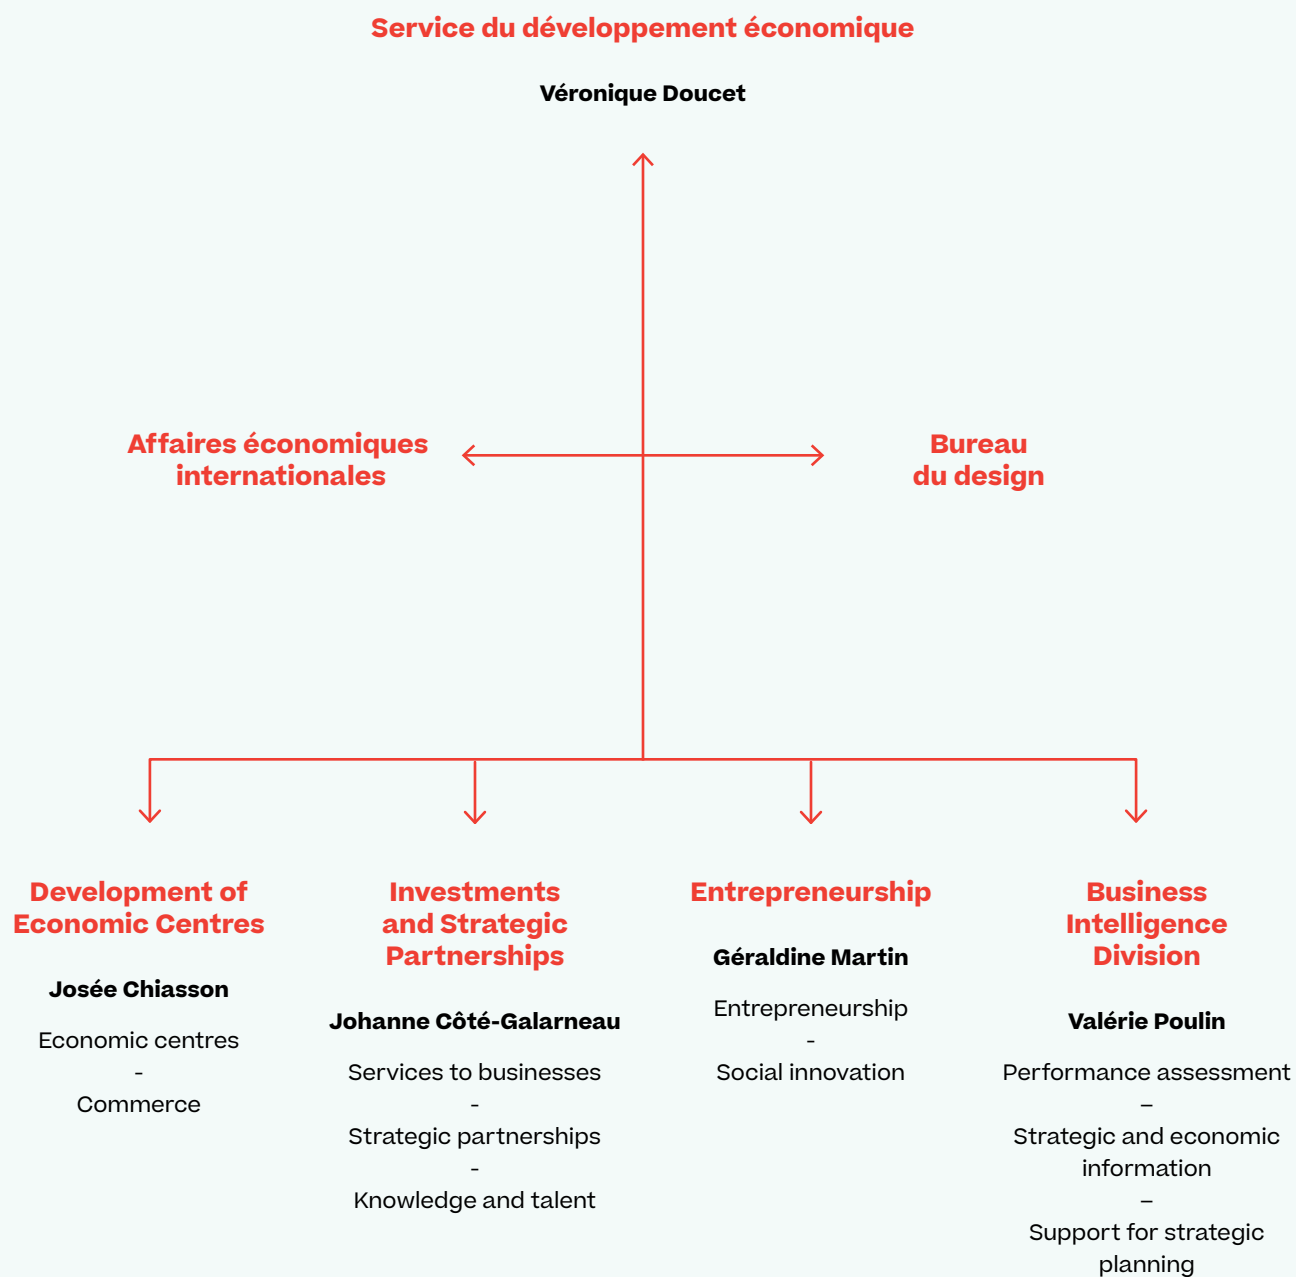 Service du développement économique
Véronique Doucet
Affaires économiques
internationales
Bureau
du design
Development of
Economic Centres
Josée Chiasson
Economic centres
-
Commerce
Investments
and Strategic
Partnerships
Johanne Côté-Galarneau
Services to businesses
-
Strategic partnerships
-
Knowledge and talent
Entrepreneurship
Géraldine Martin
Entrepreneurship
-
Social innovation
Business
Intelligence
Division
Valérie Poulin
Performance assessment
–
Strategic and economic
information
–
Support for strategic
planning